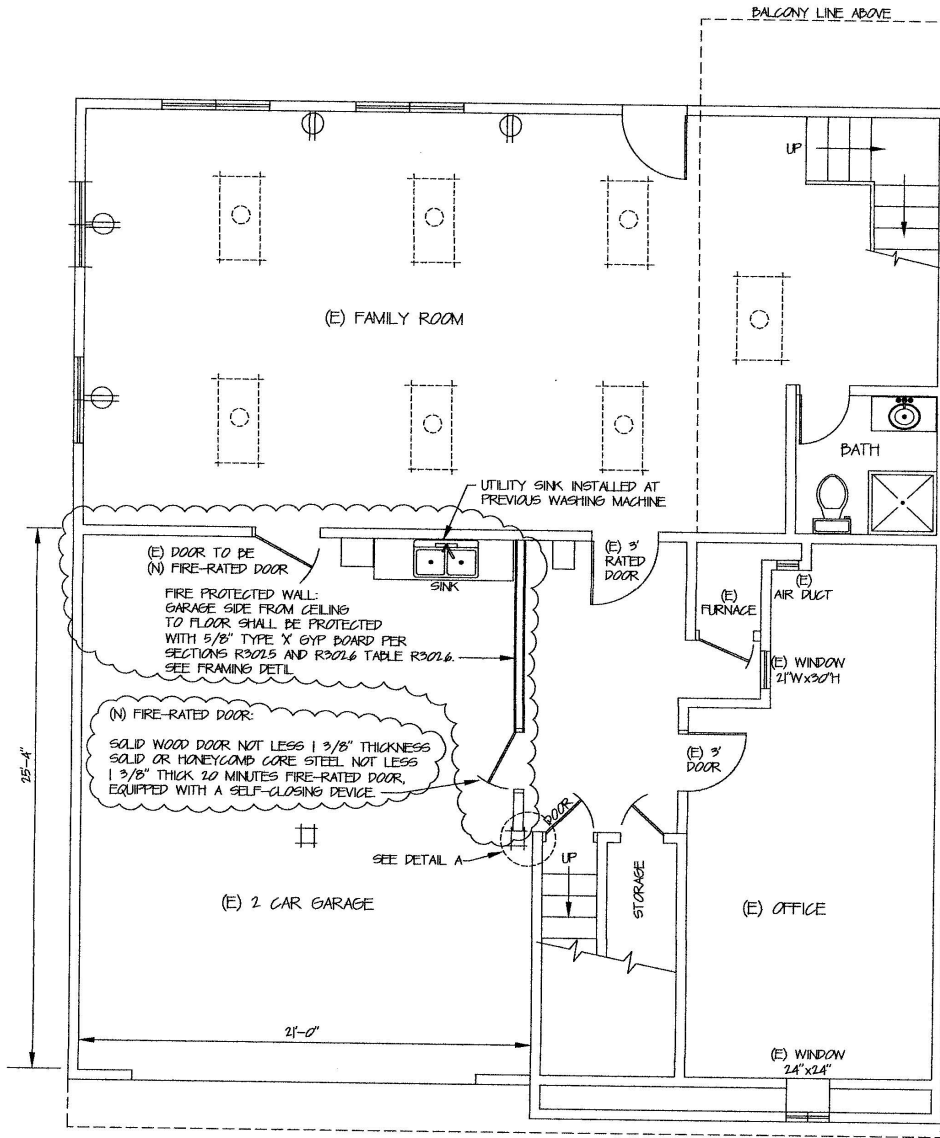 BALCONY LINE ABOVE
UP
(E) FAMILY ROOM
BATH
UTILITY SINK INSTALLED AT
PREVIOUS WASHING MACHINE
(E) DOOR TO BE
(N) FIRE-RATED DOOR
SINK
(E) 3'
RATED
DOOR
(E)
FURNACE
(E)
AIR DUCT
FIRE PROTECTED WALL:
GARAGE SIDE FROM CEILING
TO FLOOR SHALL BE PROTECTED
WITH 5/8" TYPE 'X' GYP BOARD PER
SECTIONS R302.5 AND R302.6 TABLE R302.6.
SEE FRAMING DETIL
(E) WINDOW
21"Wx30"H
(N) FIRE-RATED DOOR:
SOLID WOOD DOOR NOT LESS 1 3/8" THICKNESS
SOLID OR HONEYCOMB CORE STEEL NOT LESS
1 3/8" THICK 20 MINUTES FIRE-RATED DOOR,
EQUIPPED WITH A SELF-CLOSING DEVICE.
(E) 3'
DOOR
25'-4"
DOOR
SEE DETAIL A
UP
STORAGE
(E) 2 CAR GARAGE
(E) OFFICE
21'-0"
(E) WINDOW
24"x24"